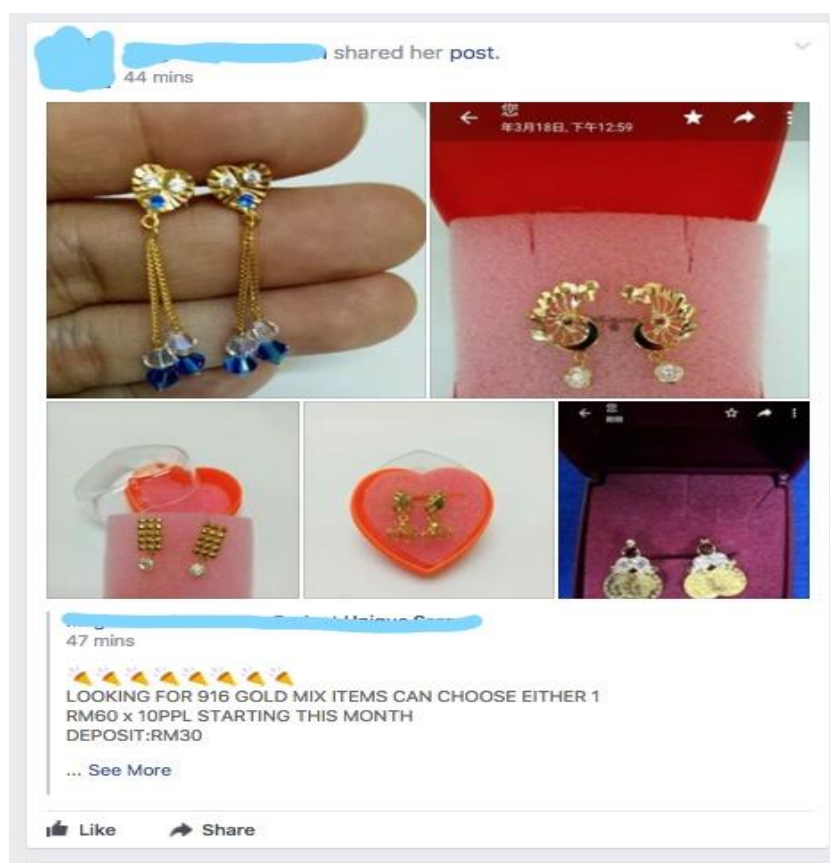 shared her post.
44 mins
您
年3月18日, 下午12:59
47 mins
LOOKING FOR 916 GOLD MIX ITEMS CAN CHOOSE EITHER 1
RM60 x 10PPL STARTING THIS MONTH
DEPOSIT:RM30
... See More
Like Share